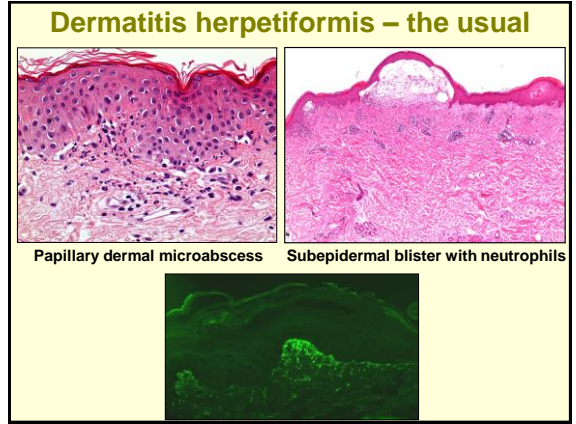 Dermatitis herpetiformis – the usual
Papillary dermal microabscess
Subepidermal blister with neutrophils